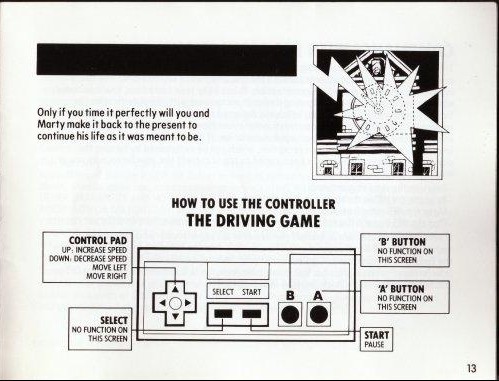 Only if you time it perfectly will you and
Marty make it back to the present to
continue his life as it was meant to be.
HOW TO USE THE CONTROLLER
THE DRIVING GAME
CONTROL PAD
UP: INCREASE SPEED
DOWN: DECREASE SPEED
MOVE LEFT
MOVE RIGHT
SELECT
NO FUNCTION ON
THIS SCREEN
SELECT START
B A
'B' BUTTON
NO FUNCTION ON
THIS SCREEN
'A' BUTTON
NO FUNCTION ON
THIS SCREEN
START
PAUSE
13